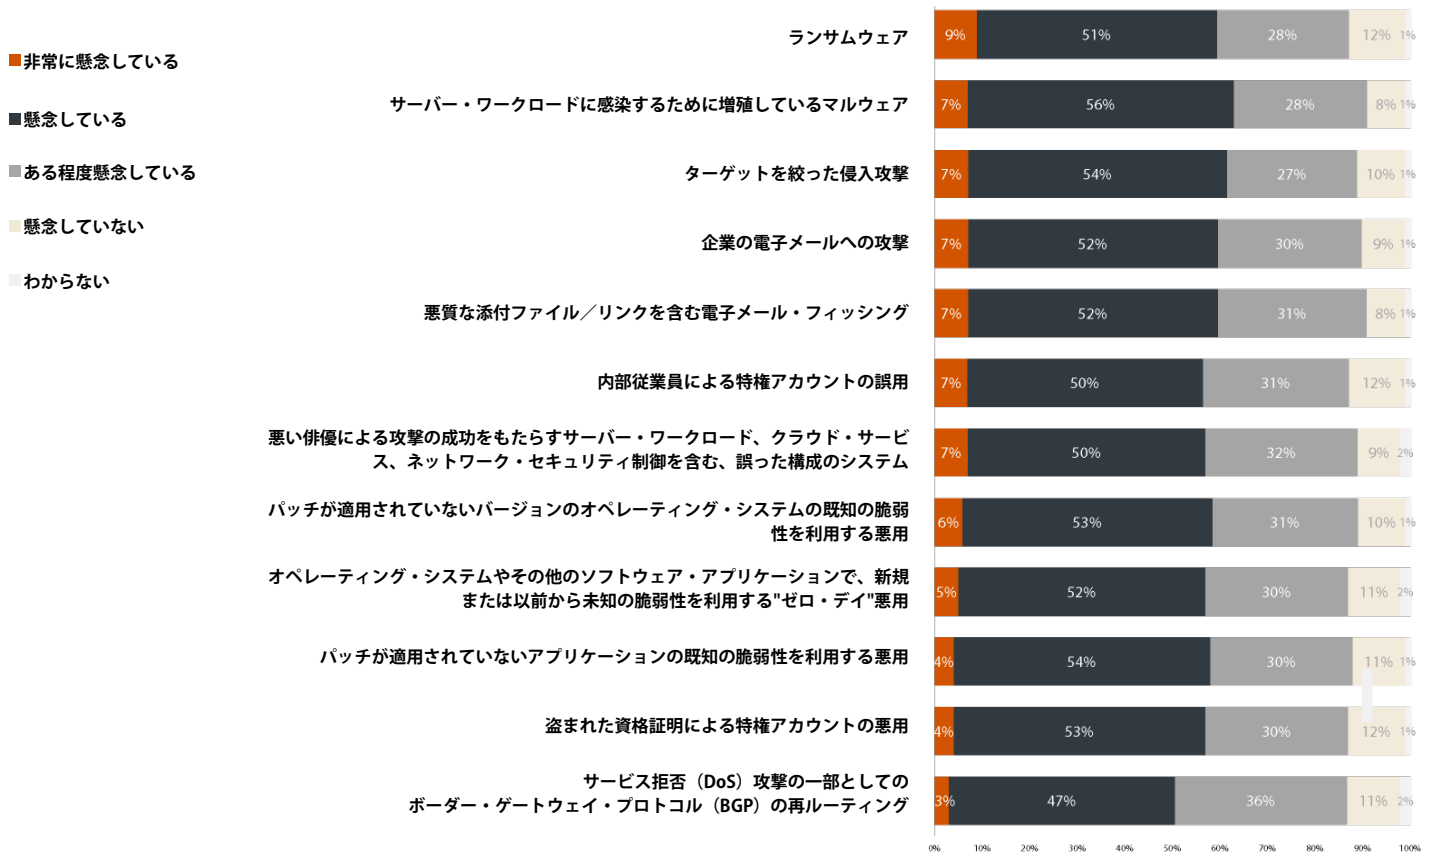 非常に懸念している
懸念している
ある程度懸念している
懸念していない
わからない
ランサムウェア
9% 51% 28% 12% 1%
サーバー・ワークロードに感染するために増殖しているマルウェア
7% 56% 28% 8% 1%
ターゲットを絞った侵入攻撃
7% 54% 27% 10% 1%
企業の電子メールへの攻撃
7% 52% 30% 9% 1%
悪質な添付ファイル／リンクを含む電子メール・フィッシング
7% 52% 31% 8% 1%
内部従業員による特権アカウントの誤用
7% 50% 31% 12% 1%
悪い俳優による攻撃の成功をもたらすサーバー・ワークロード、クラウド・サービ
ス、ネットワーク・セキュリティ制御を含む、誤った構成のシステム
7% 50% 32% 9% 2%
パッチが適用されていないバージョンのオペレーティング・システムの既知の脆弱
性を利用する悪用
6% 53% 31% 10% 1%
オペレーティング・システムやその他のソフトウェア・アプリケーションで、新規
または以前から未知の脆弱性を利用する"ゼロ・デイ"悪用
5% 52% 30% 11% 2%
パッチが適用されていないアプリケーションの既知の脆弱性を利用する悪用
4% 54% 30% 11% 1%
盗まれた資格証明による特権アカウントの悪用
4% 53% 30% 12% 1%
サービス拒否（DoS）攻撃の一部としての
ボーダー・ゲートウェイ・プロトコル（BGP）の再ルーティング
3% 47% 36% 11% 2%
0% 10% 20% 30% 40% 50% 60% 70% 80% 90% 100%